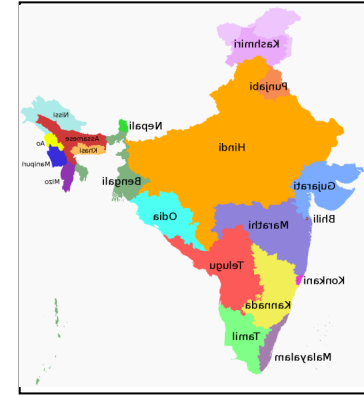 Kashmiri
Punjabi
Nissi
Assamese
Nepali
Ao
Khasi
Hindi
Manipuri
Mizo
Bengali
Gujarati
Odia
Marathi
Bhili
Telugu
Konkani
Kannada
Tamil
Malayalam